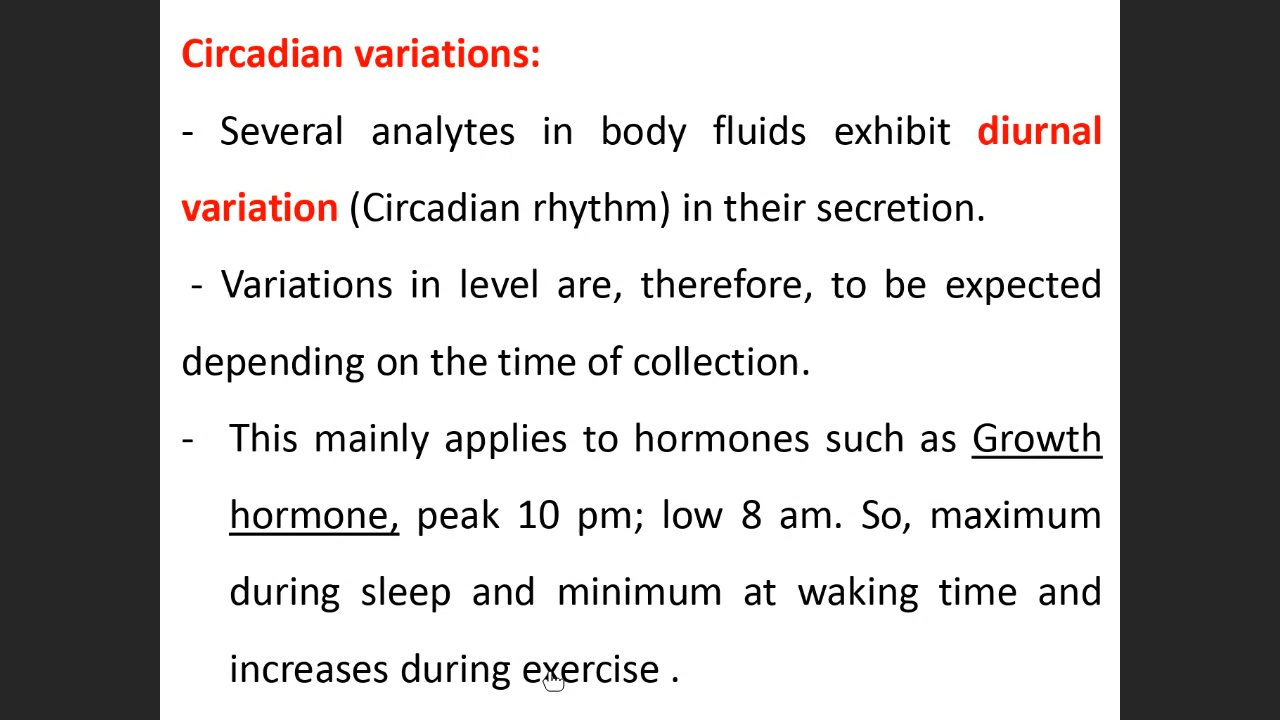 Circadian variations:
- Several analytes in body fluids exhibit diurnal
variation (Circadian rhythm) in their secretion.
- Variations in level are, therefore, to be expected
depending on the time of collection.
- This mainly applies to hormones such as Growth
hormone, peak 10 pm; low 8 am. So, maximum
during sleep and minimum at waking time and
increases during exercise .